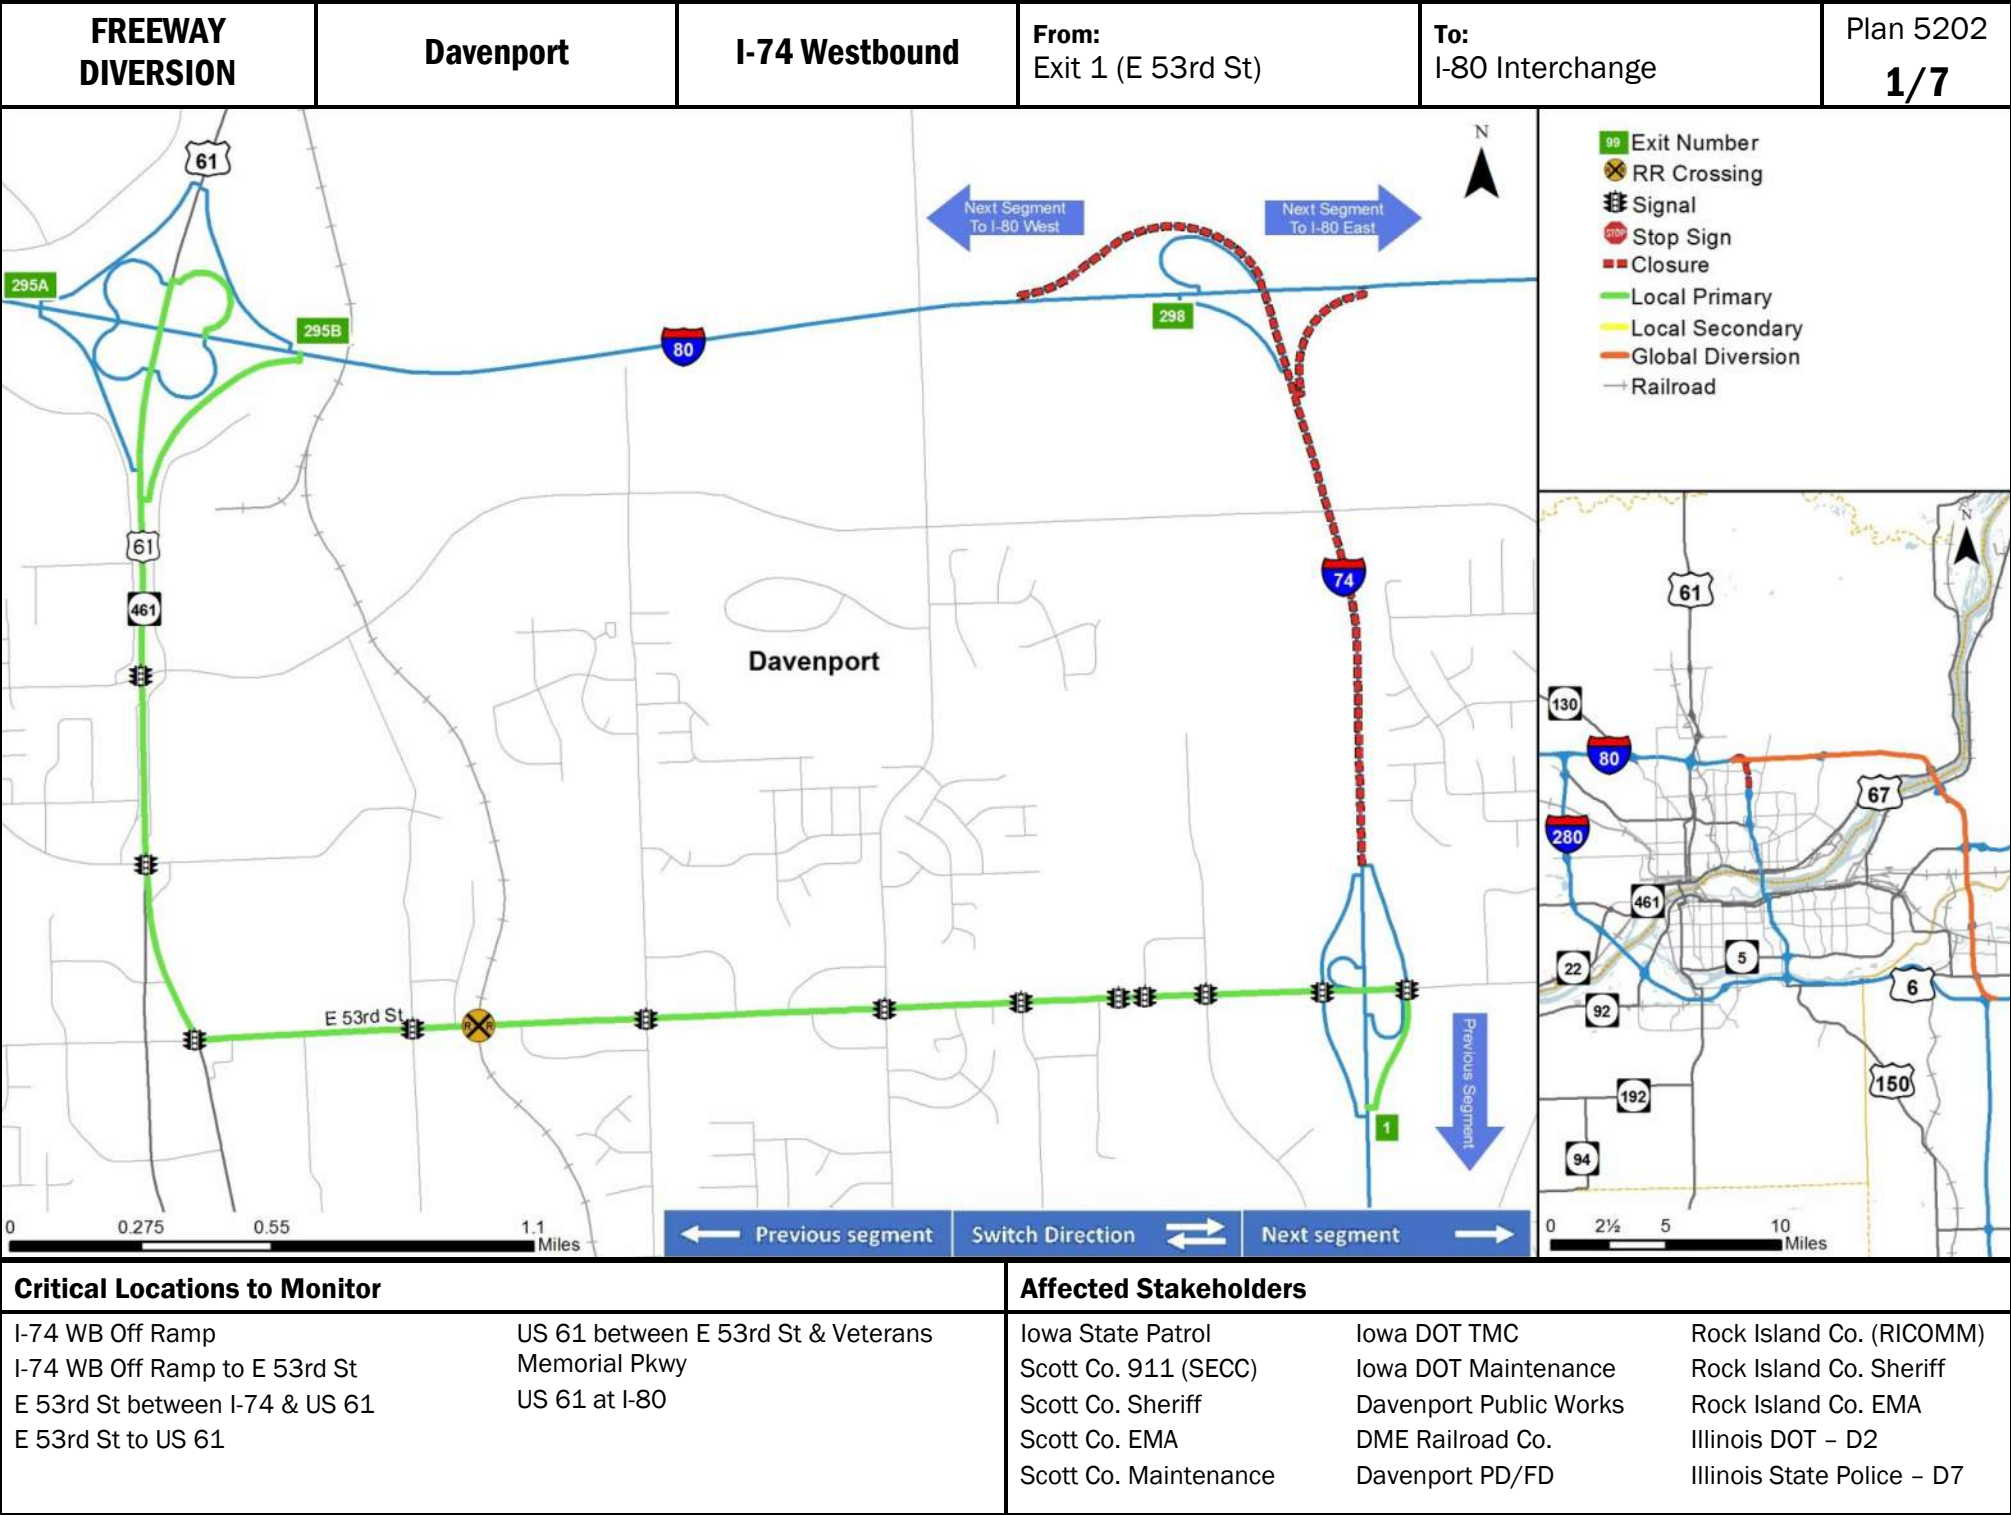 FREEWAY
DIVERSION
Davenport
I-74 Westbound
From:
Exit 1 (E 53rd St)
To:
I-80 Interchange
Plan 5202
1/7
61
N
Next Segment
To I-80 West
Next Segment
To I-80 East
295A
295B
80
298
61
461
74
Davenport
E 53rd St
R R
1
Previous Segment
0 0.275 0.55 1.1
Miles
Previous segment
Switch Direction
Next segment
99 Exit Number
RR Crossing
Signal
STOP Stop Sign
Closure
Local Primary
Local Secondary
Global Diversion
Railroad
N
61
130
80
67
280
461
22
5
6
92
150
192
94
0 2½ 5 10
Miles
Critical Locations to Monitor
I-74 WB Off Ramp
I-74 WB Off Ramp to E 53rd St
E 53rd St between I-74 & US 61
E 53rd St to US 61
US 61 between E 53rd St & Veterans
Memorial Pkwy
US 61 at I-80
Affected Stakeholders
Iowa State Patrol
Scott Co. 911 (SECC)
Scott Co. Sheriff
Scott Co. EMA
Scott Co. Maintenance
Iowa DOT TMC
Iowa DOT Maintenance
Davenport Public Works
DME Railroad Co.
Davenport PD/FD
Rock Island Co. (RICOMM)
Rock Island Co. Sheriff
Rock Island Co. EMA
Illinois DOT – D2
Illinois State Police – D7